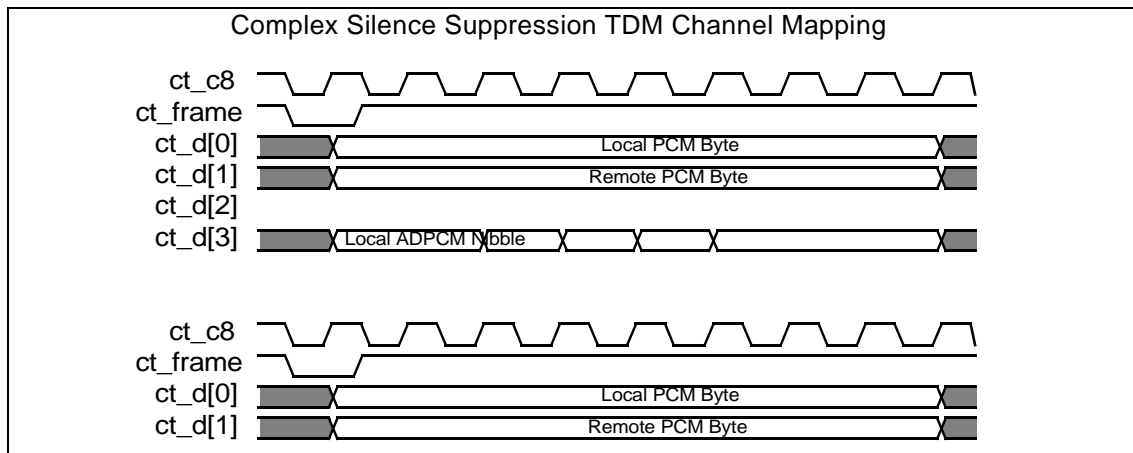 Complex Silence Suppression TDM Channel Mapping
ct_c8
ct_frame
ct_d[0] Local PCM Byte
ct_d[1] Remote PCM Byte
ct_d[2]
ct_d[3] Local ADPCM Nibble
ct_c8
ct_frame
ct_d[0] Local PCM Byte
ct_d[1] Remote PCM Byte